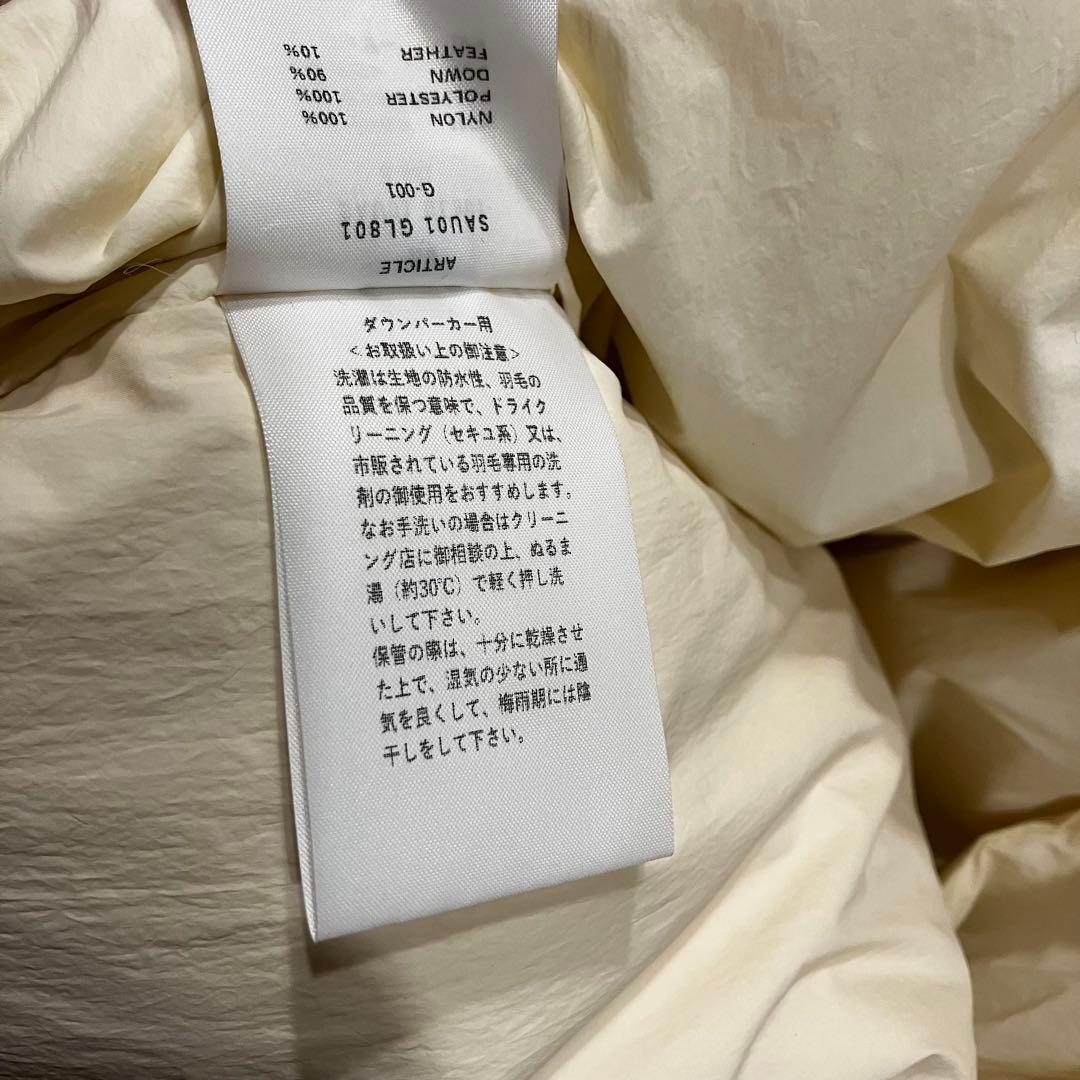 ARTICLE
SAU01 GL801
G-001
NYLON 100%
POLYESTER 100%
DOWN 90%
FEATHER 10%
ダウンパーカー用
<お取扱い上の御注意>
洗濯は生地の防水性、羽毛の
品質を保つ意味で、ドライク
リーニング（セキユ系）又は、
市販されている羽毛専用の洗
剤の御使用をおすすめします。
なお手洗いの場合はクリーニ
ング店に御相談の上、ぬるま
湯（約30℃）で軽く押し洗
いして下さい。
保管の際は、十分に乾燥させ
た上で、湿気の少ない所に通
気を良くして、梅雨期には陰
干しをして下さい。